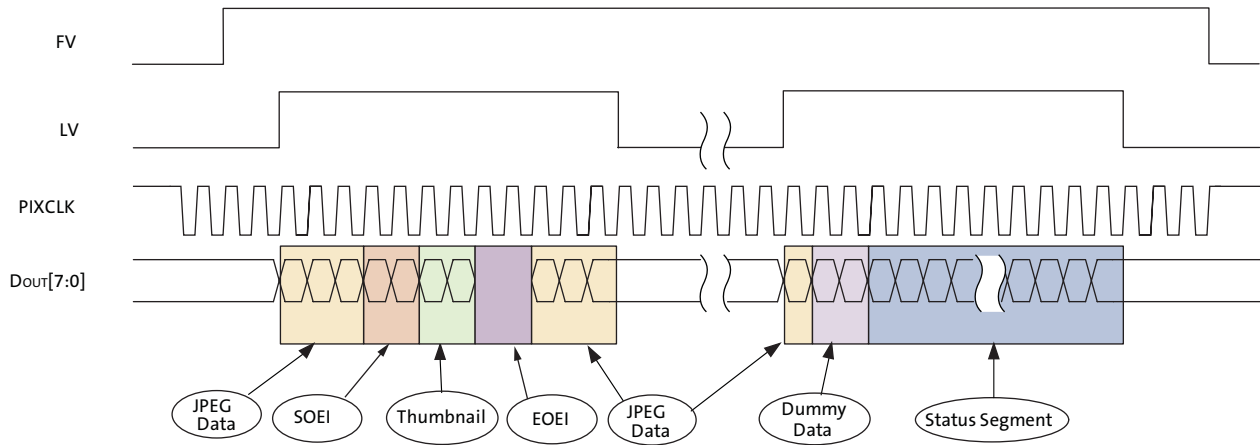 FV
LV
PIXCLK
DOUT[7:0]
JPEG
Data
SOEI
Thumbnail
EOEI
JPEG
Data
Dummy
Data
Status Segment